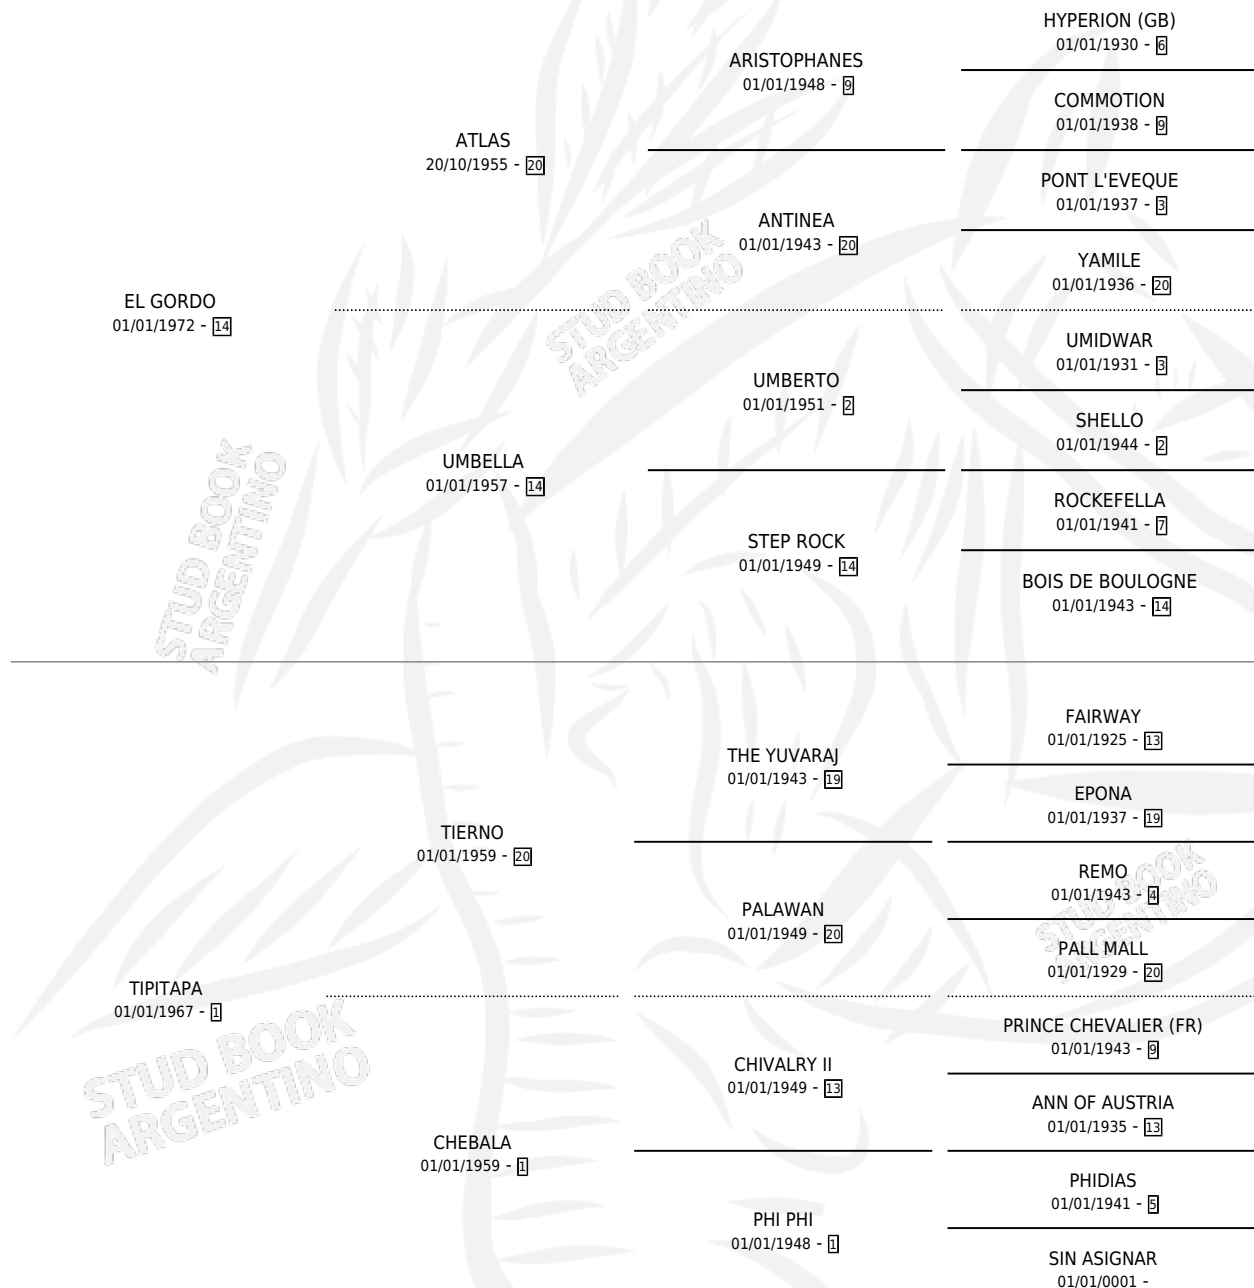 HYPERION (GB)
01/01/1930 - 6
ARISTOPHANES
01/01/1948 - 9
COMMOTION
01/01/1938 - 9
ATLAS
20/10/1955 - 20
PONT L'EVEQUE
01/01/1937 - 3
ANTINEA
01/01/1943 - 20
YAMILE
01/01/1936 - 20
EL GORDO
01/01/1972 - 14
UMIDWAR
01/01/1931 - 3
UMBERTO
01/01/1951 - 2
SHELLO
01/01/1944 - 2
UMBELLA
01/01/1957 - 14
ROCKEFELLA
01/01/1941 - 7
STEP ROCK
01/01/1949 - 14
BOIS DE BOULOGNE
01/01/1943 - 14
FAIRWAY
01/01/1925 - 13
THE YUVARAJ
01/01/1943 - 19
EPONA
01/01/1937 - 19
TIERNO
01/01/1959 - 20
REMO
01/01/1943 - 4
PALAWAN
01/01/1949 - 20
PALL MALL
01/01/1929 - 20
TIPITAPA
01/01/1967 - 1
PRINCE CHEVALIER (FR)
01/01/1943 - 9
CHIVALRY II
01/01/1949 - 13
ANN OF AUSTRIA
01/01/1935 - 13
CHEBALA
01/01/1959 - 1
PHIDIAS
01/01/1941 - 5
PHI PHI
01/01/1948 - 1
SIN ASIGNAR
01/01/0001 -
STUD BOOK
ARGENTINO
STUD BOOK
ARGENTINO
STUD BOOK
ARGENTINO
STUD BOOK
ARGENTINO